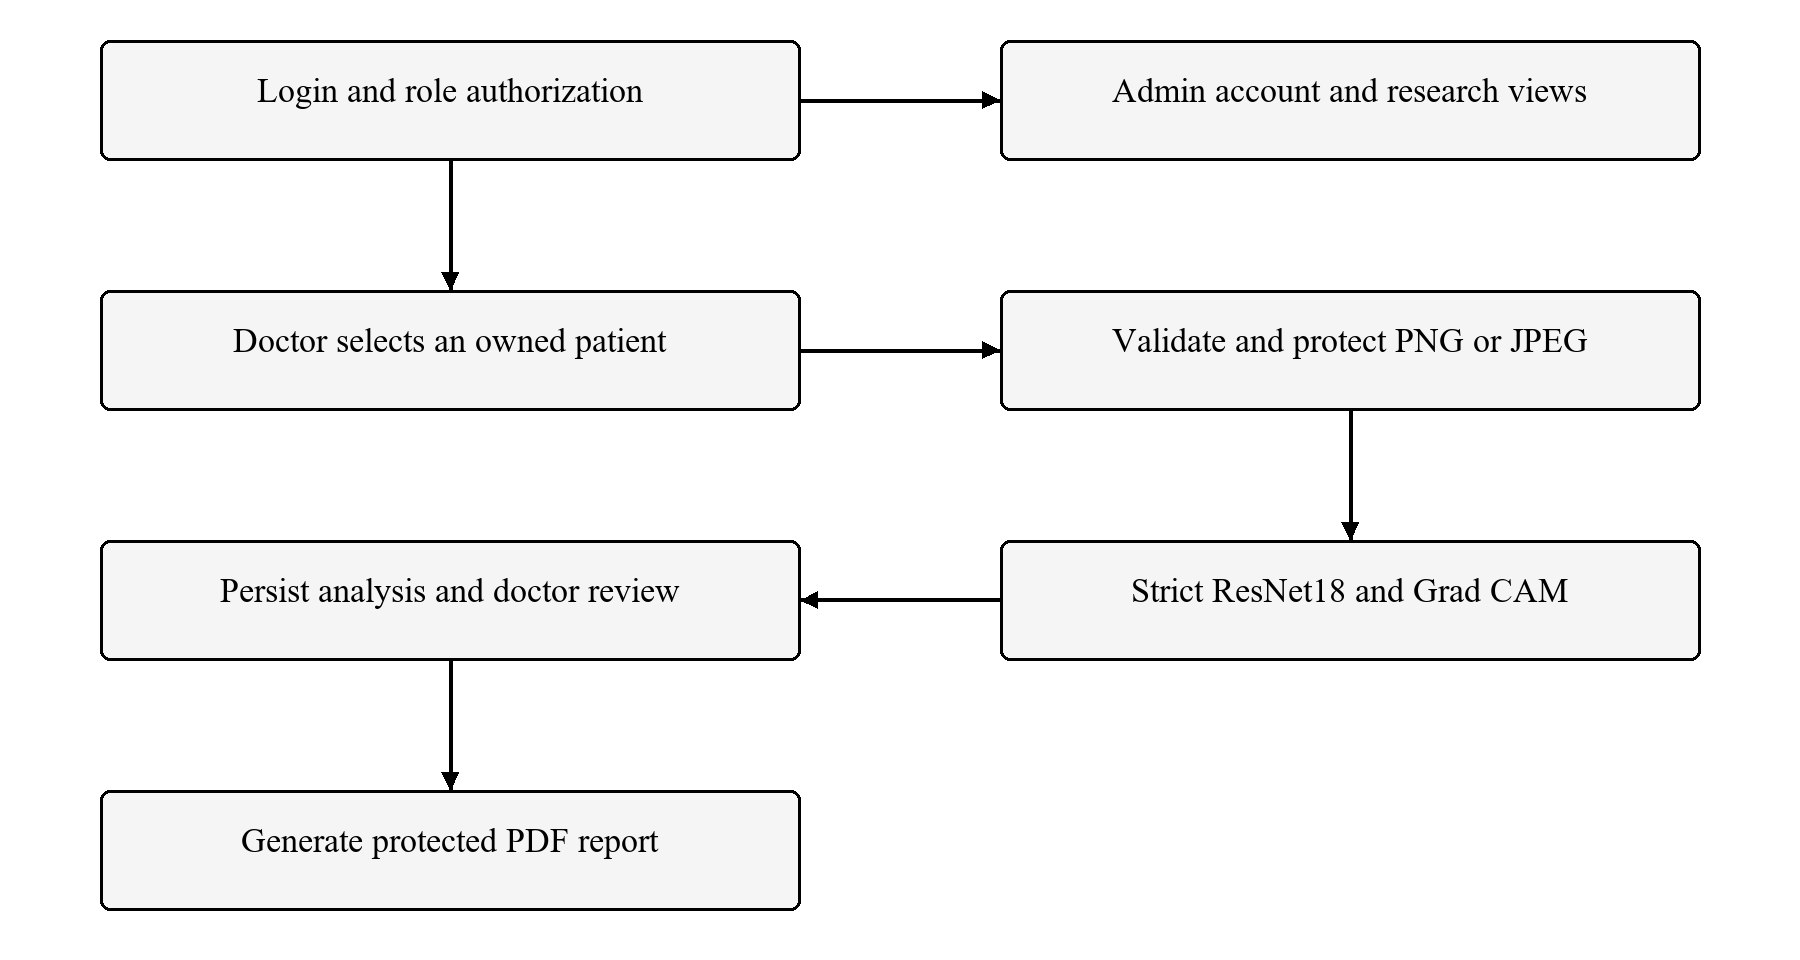 Login and role authorization
Admin account and research views
Doctor selects an owned patient
Validate and protect PNG or JPEG
Persist analysis and doctor review
Strict ResNet18 and Grad CAM
Generate protected PDF report